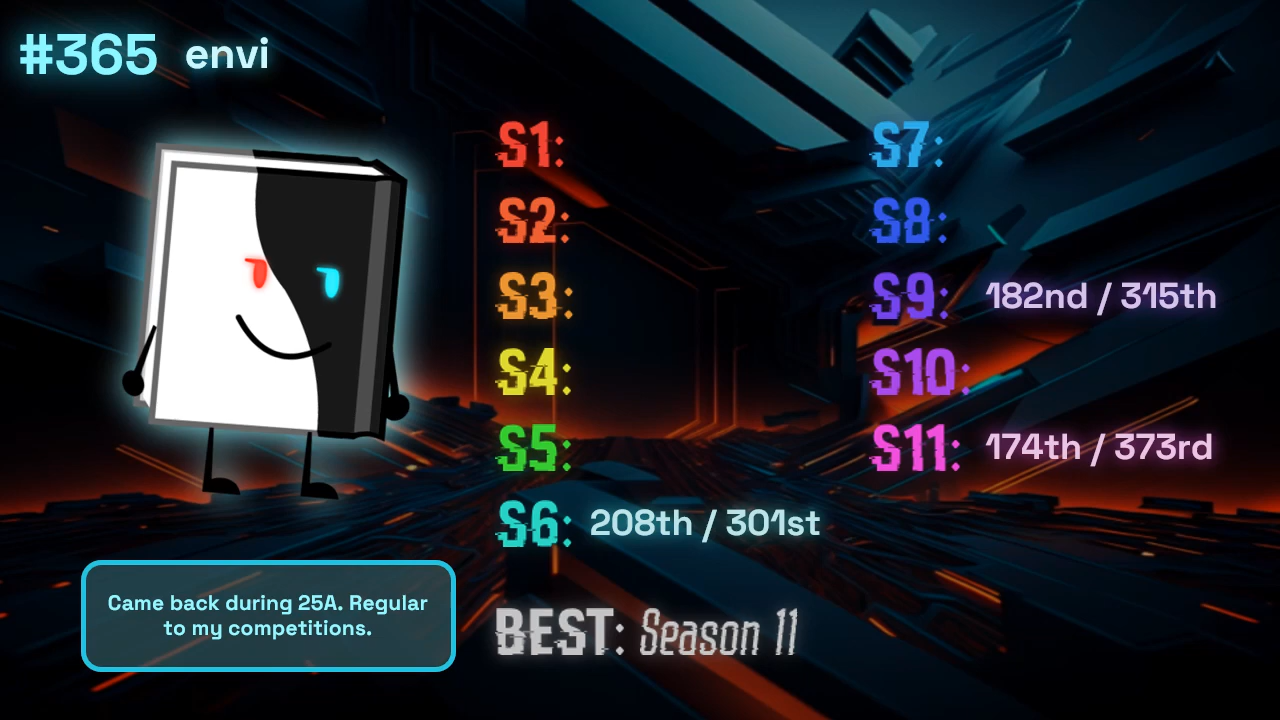 #365 envi
S1:
S2:
S3:
S4:
S5:
S6: 208th / 301st
S7:
S8:
S9: 182nd / 315th
S10:
S11: 174th / 373rd
Came back during 25A. Regular
to my competitions.
BEST: Season 11